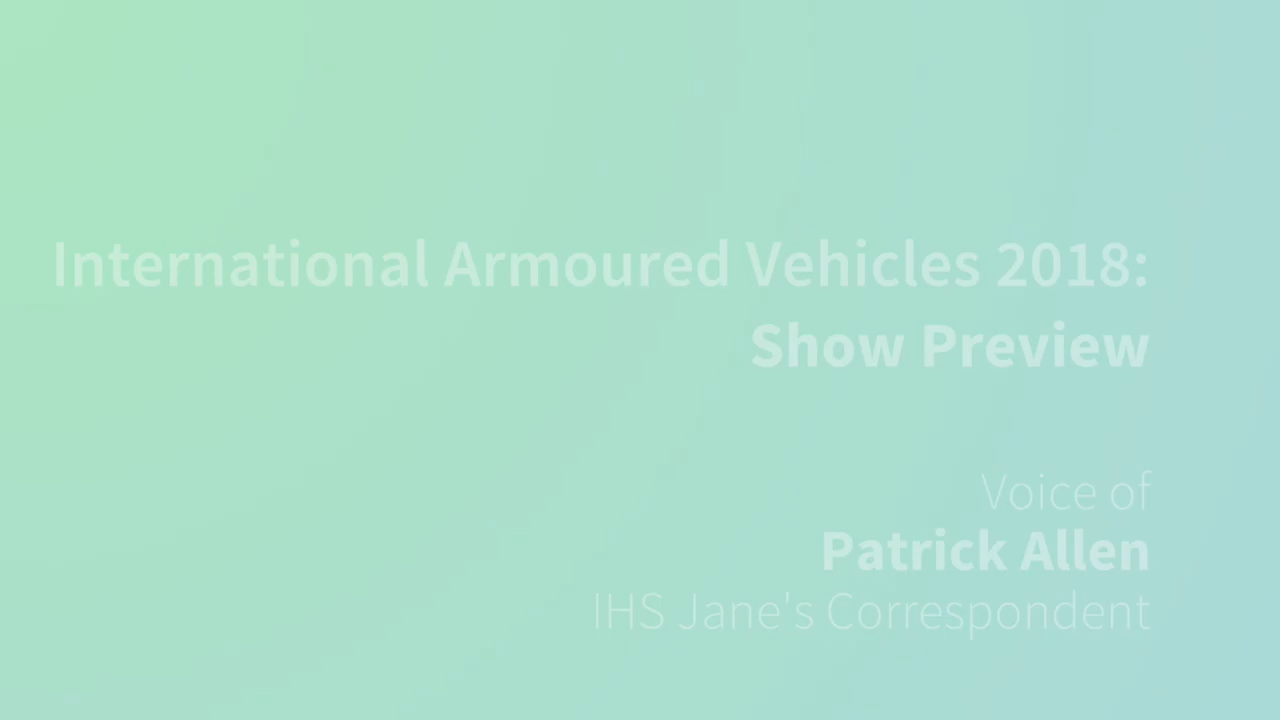 International Armoured Vehicles 2018:
Show Preview
Voice of
Patrick Allen
IHS Jane's Correspondent